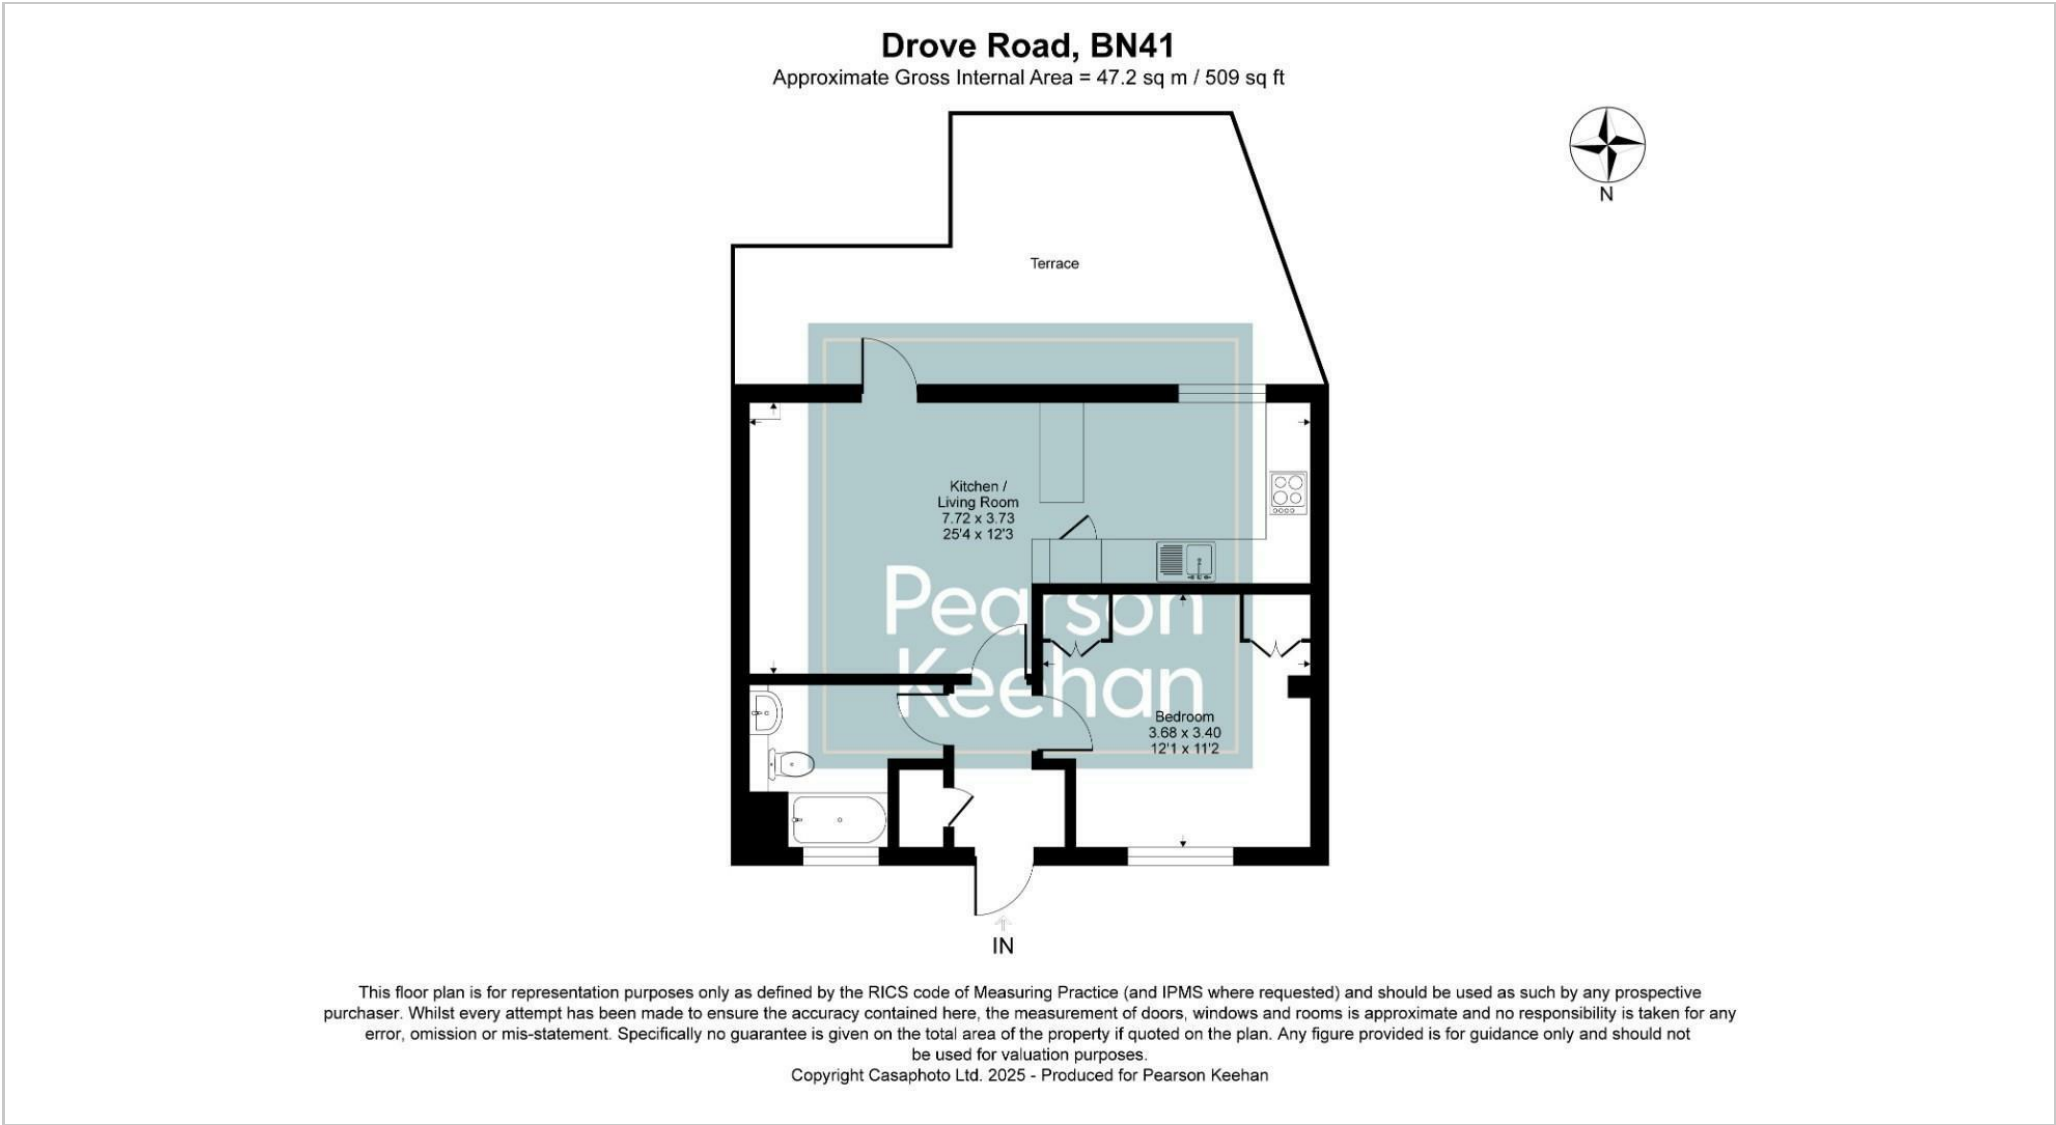 Drove Road, BN41
Approximate Gross Internal Area = 47.2 sq m / 509 sq ft
N
Terrace
Kitchen /
Living Room
7.72 x 3.73
25'4 x 12'3
Pearson
Keehan
Bedroom
3.68 x 3.40
12'1 x 11'2
IN
This floor plan is for representation purposes only as defined by the RICS code of Measuring Practice (and IPMS where requested) and should be used as such by any prospective
purchaser. Whilst every attempt has been made to ensure the accuracy contained here, the measurement of doors, windows and rooms is approximate and no responsibility is taken for any
error, omission or mis-statement. Specifically no guarantee is given on the total area of the property if quoted on the plan. Any figure provided is for guidance only and should not
be used for valuation purposes.
Copyright Casaphoto Ltd. 2025 - Produced for Pearson Keehan